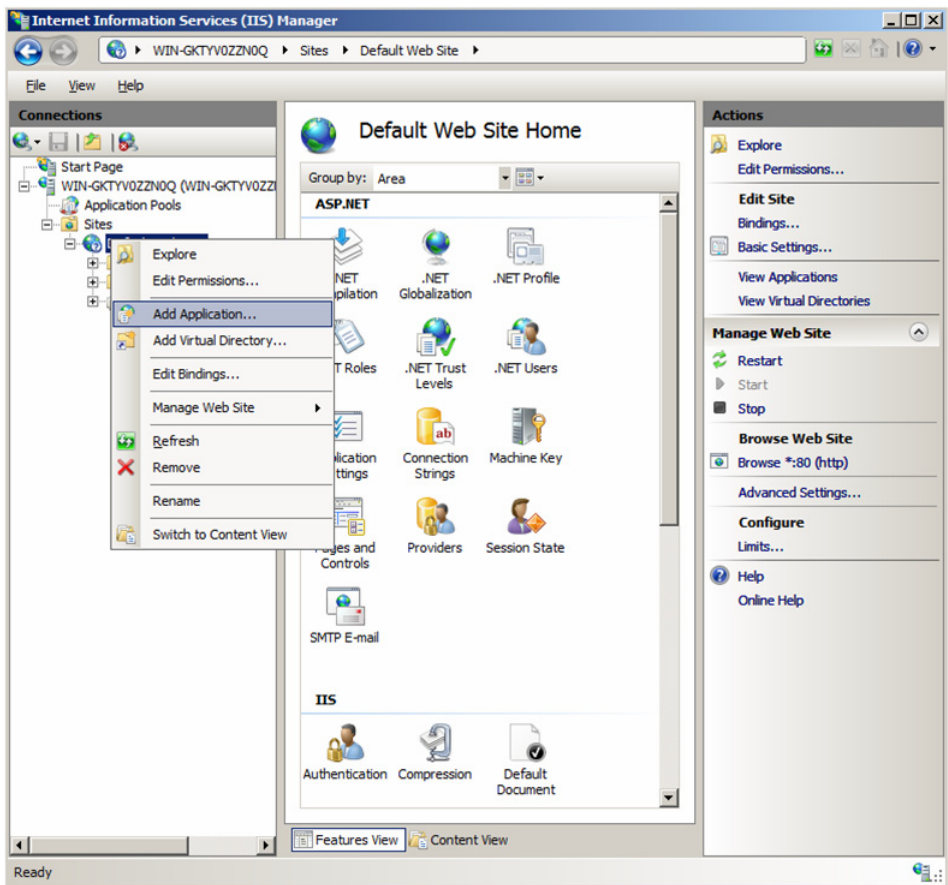 Internet Information Services (IIS) Manager
WIN-GKTYV0ZZN0Q Sites Default Web Site
File View Help
Connections
Start Page
WIN-GKTYV0ZZN0Q (WIN-GKTYV0ZZ
Application Pools
Sites
Explore
Edit Permissions...
Add Application...
Add Virtual Directory...
Edit Bindings...
Manage Web Site
Refresh
Remove
Rename
Switch to Content View
Default Web Site Home
Group by: Area
ASP.NET
.NET Globalization
.NET Profile
Roles
.NET Trust Levels
.NET Users
Connection Strings
Machine Key
and Controls
Providers
Session State
SMTP E-mail
IIS
Authentication
Compression
Default Document
Features View Content View
Actions
Explore
Edit Permissions...
Edit Site
Bindings...
Basic Settings...
View Applications
View Virtual Directories
Manage Web Site
Restart
Start
Stop
Browse Web Site
Browse *:80 (http)
Advanced Settings...
Configure
Limits...
Help
Online Help
Ready